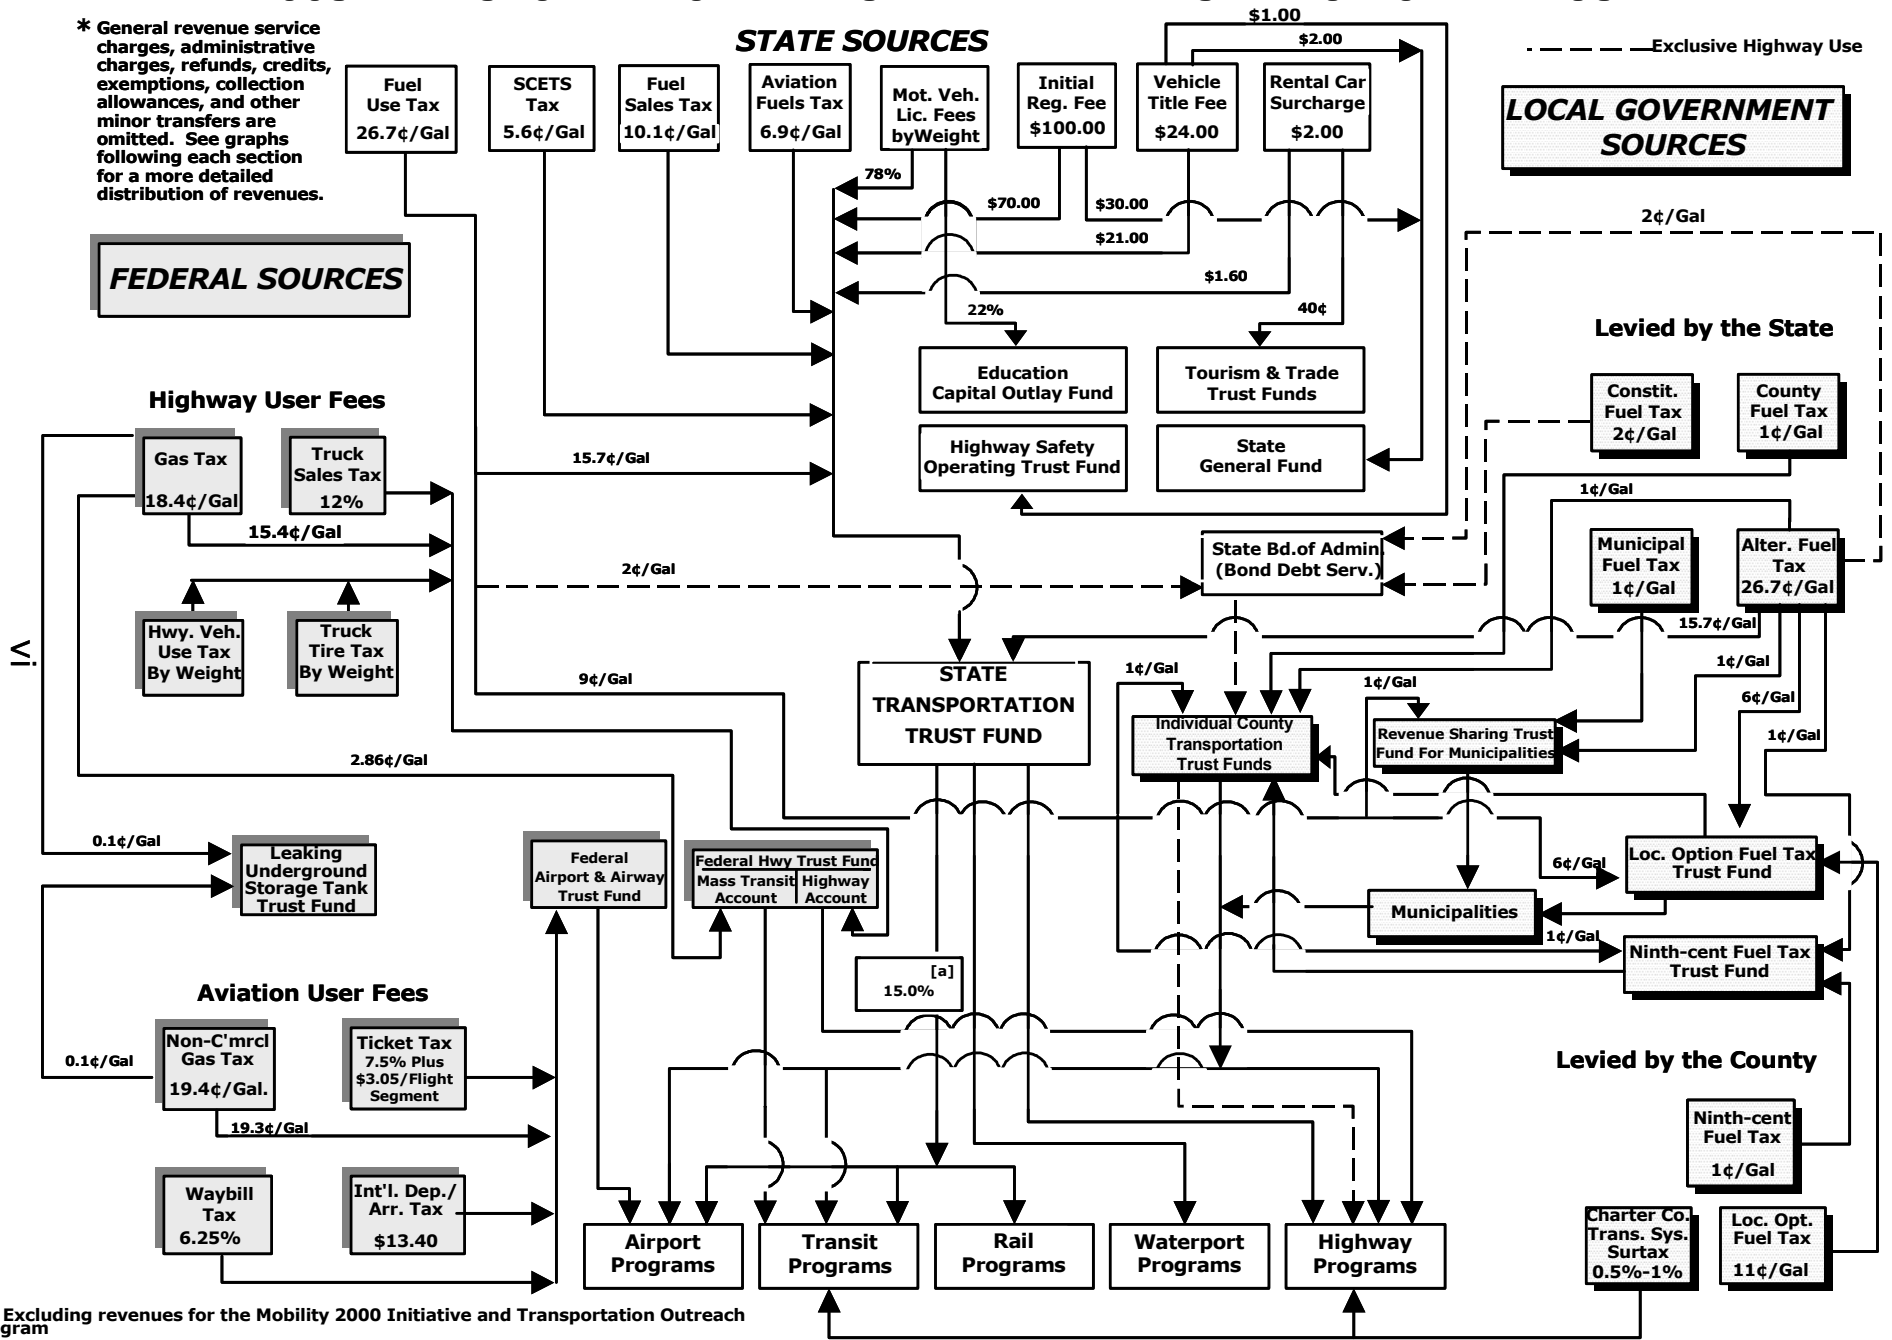 * General revenue service
charges, administrative
charges, refunds, credits,
exemptions, collection
allowances, and other
minor transfers are
omitted. See graphs
following each section
for a more detailed
distribution of revenues.
STATE SOURCES
$1.00
$2.00
Exclusive Highway Use
LOCAL GOVERNMENT
SOURCES
FEDERAL SOURCES
Fuel
Use Tax
26.7¢/Gal
SCETS
Tax
5.6¢/Gal
Fuel
Sales Tax
10.1¢/Gal
Aviation
Fuels Tax
6.9¢/Gal
Mot. Veh.
Lic. Fees
byWeight
Initial
Reg. Fee
$100.00
Vehicle
Title Fee
$24.00
Rental Car
Surcharge
$2.00
78%
$70.00
$30.00
$21.00
$1.60
22%
40¢
2¢/Gal
Education
Capital Outlay Fund
Tourism & Trade
Trust Funds
Highway Safety
Operating Trust Fund
State
General Fund
Levied by the State
Constit.
Fuel Tax
2¢/Gal
County
Fuel Tax
1¢/Gal
1¢/Gal
Municipal
Fuel Tax
1¢/Gal
Alter. Fuel
Tax
26.7¢/Gal
Highway User Fees
Gas Tax
18.4¢/Gal
Truck
Sales Tax
12%
15.4¢/Gal
15.7¢/Gal
2¢/Gal
Hwy. Veh.
Use Tax
By Weight
Truck
Tire Tax
By Weight
vi
9¢/Gal
2.86¢/Gal
State Bd.of Admin.
(Bond Debt Serv.)
15.7¢/Gal
1¢/Gal
6¢/Gal
1¢/Gal
STATE
TRANSPORTATION
TRUST FUND
1¢/Gal
Individual County
Transportation
Trust Funds
1¢/Gal
Revenue Sharing Trust
Fund For Municipalities
0.1¢/Gal
Leaking
Underground
Storage Tank
Trust Fund
Federal
Airport & Airway
Trust Fund
Federal Hwy Trust Fund
Mass Transit
Account
Highway
Account
6¢/Gal
Loc. Option Fuel Tax
Trust Fund
Municipalities
1¢/Gal
Ninth-cent Fuel Tax
Trust Fund
[a]
15.0%
Aviation User Fees
Non-C'mrcl
Gas Tax
19.4¢/Gal.
Ticket Tax
7.5% Plus
$3.05/Flight
Segment
0.1¢/Gal
19.3¢/Gal
Waybill
Tax
6.25%
Int'l. Dep./
Arr. Tax
$13.40
Levied by the County
Ninth-cent
Fuel Tax
1¢/Gal
Charter Co.
Trans. Sys.
Surtax
0.5%-1%
Loc. Opt.
Fuel Tax
11¢/Gal
Airport
Programs
Transit
Programs
Rail
Programs
Waterport
Programs
Highway
Programs
Excluding revenues for the Mobility 2000 Initiative and Transportation Outreach
gram